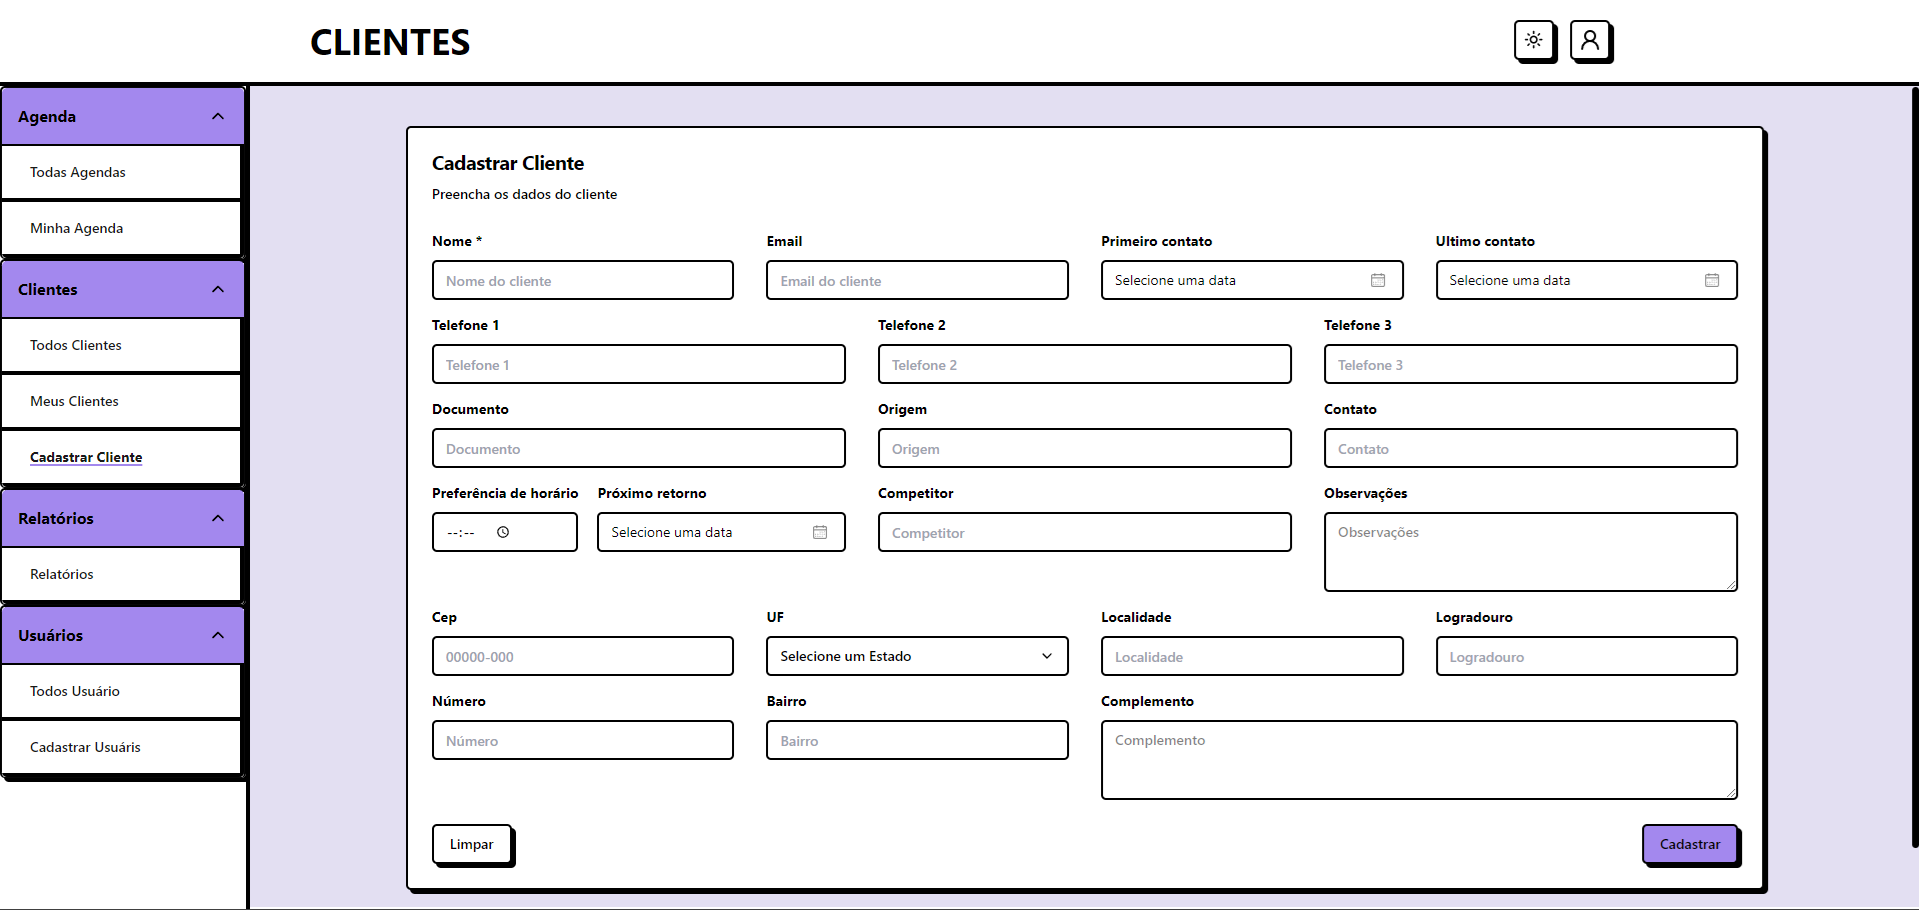 CLIENTES
Agenda
Todas Agendas
Minha Agenda
Clientes
Todos Clientes
Meus Clientes
Cadastrar Cliente
Relatórios
Relatórios
Usuários
Todos Usuário
Cadastrar Usuáris
Cadastrar Cliente
Preencha os dados do cliente
Nome * Email Primeiro contato Ultimo contato
Nome do cliente Email do cliente Selecione uma data Selecione uma data
Telefone 1 Telefone 2 Telefone 3
Telefone 1 Telefone 2 Telefone 3
Documento Origem Contato
Documento Origem Contato
Preferência de horário Próximo retorno Competitor Observações
--:-- Selecione uma data Competitor Observações
Cep UF Localidade Logradouro
00000-000 Selecione um Estado Localidade Logradouro
Número Bairro Complemento
Número Bairro Complemento
Limpar Cadastrar